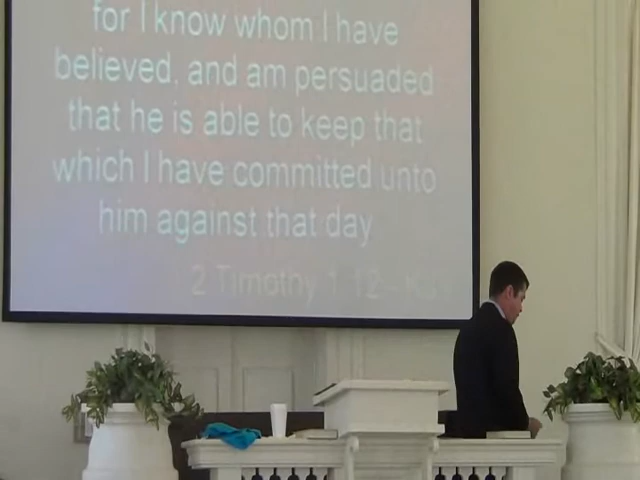 for I know whom I have
believed, and am persuaded
that he is able to keep that
which I have committed unto
him against that day
2 Timothy 1:12 -